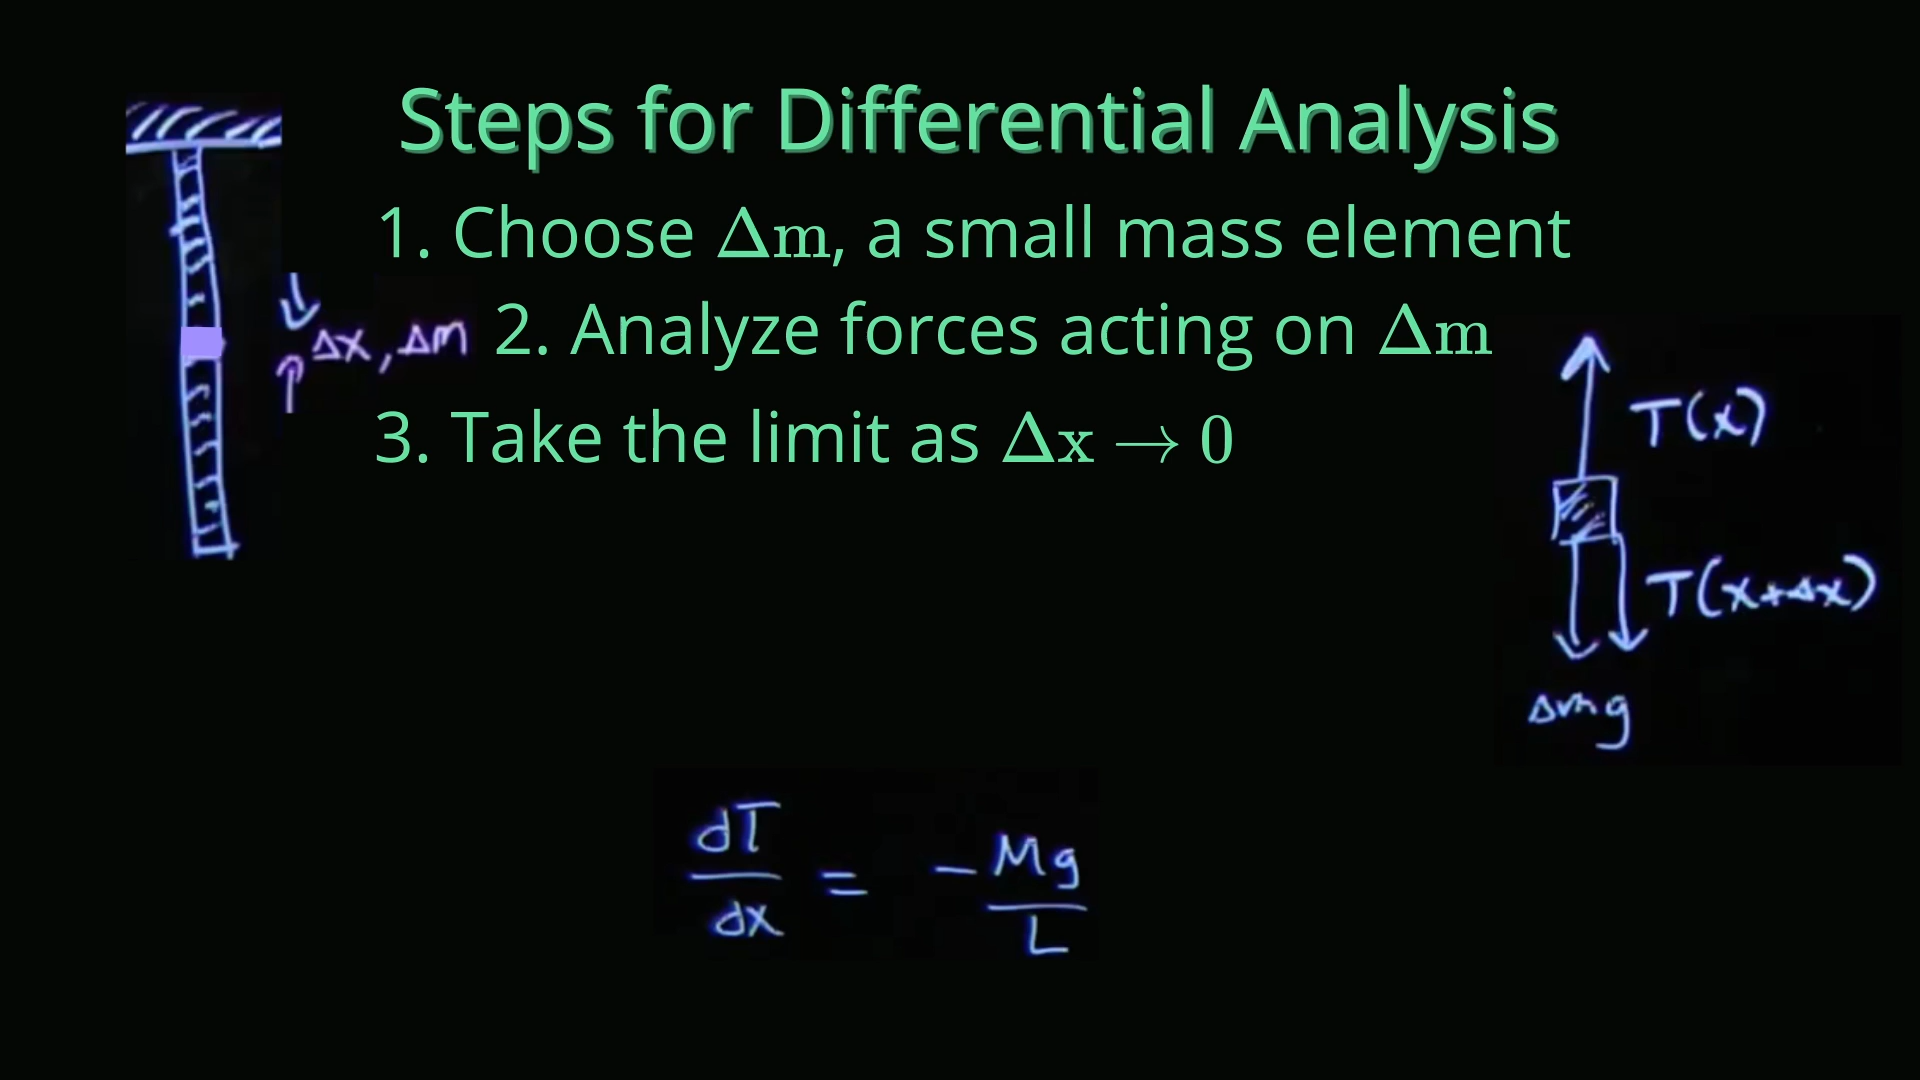 Steps for Differential Analysis
1. Choose Δm, a small mass element
Δx, Δm
2. Analyze forces acting on Δm
3. Take the limit as Δx → 0
T(x)
T(x+Δx)
Δmg
dT/dx = - Mg/L